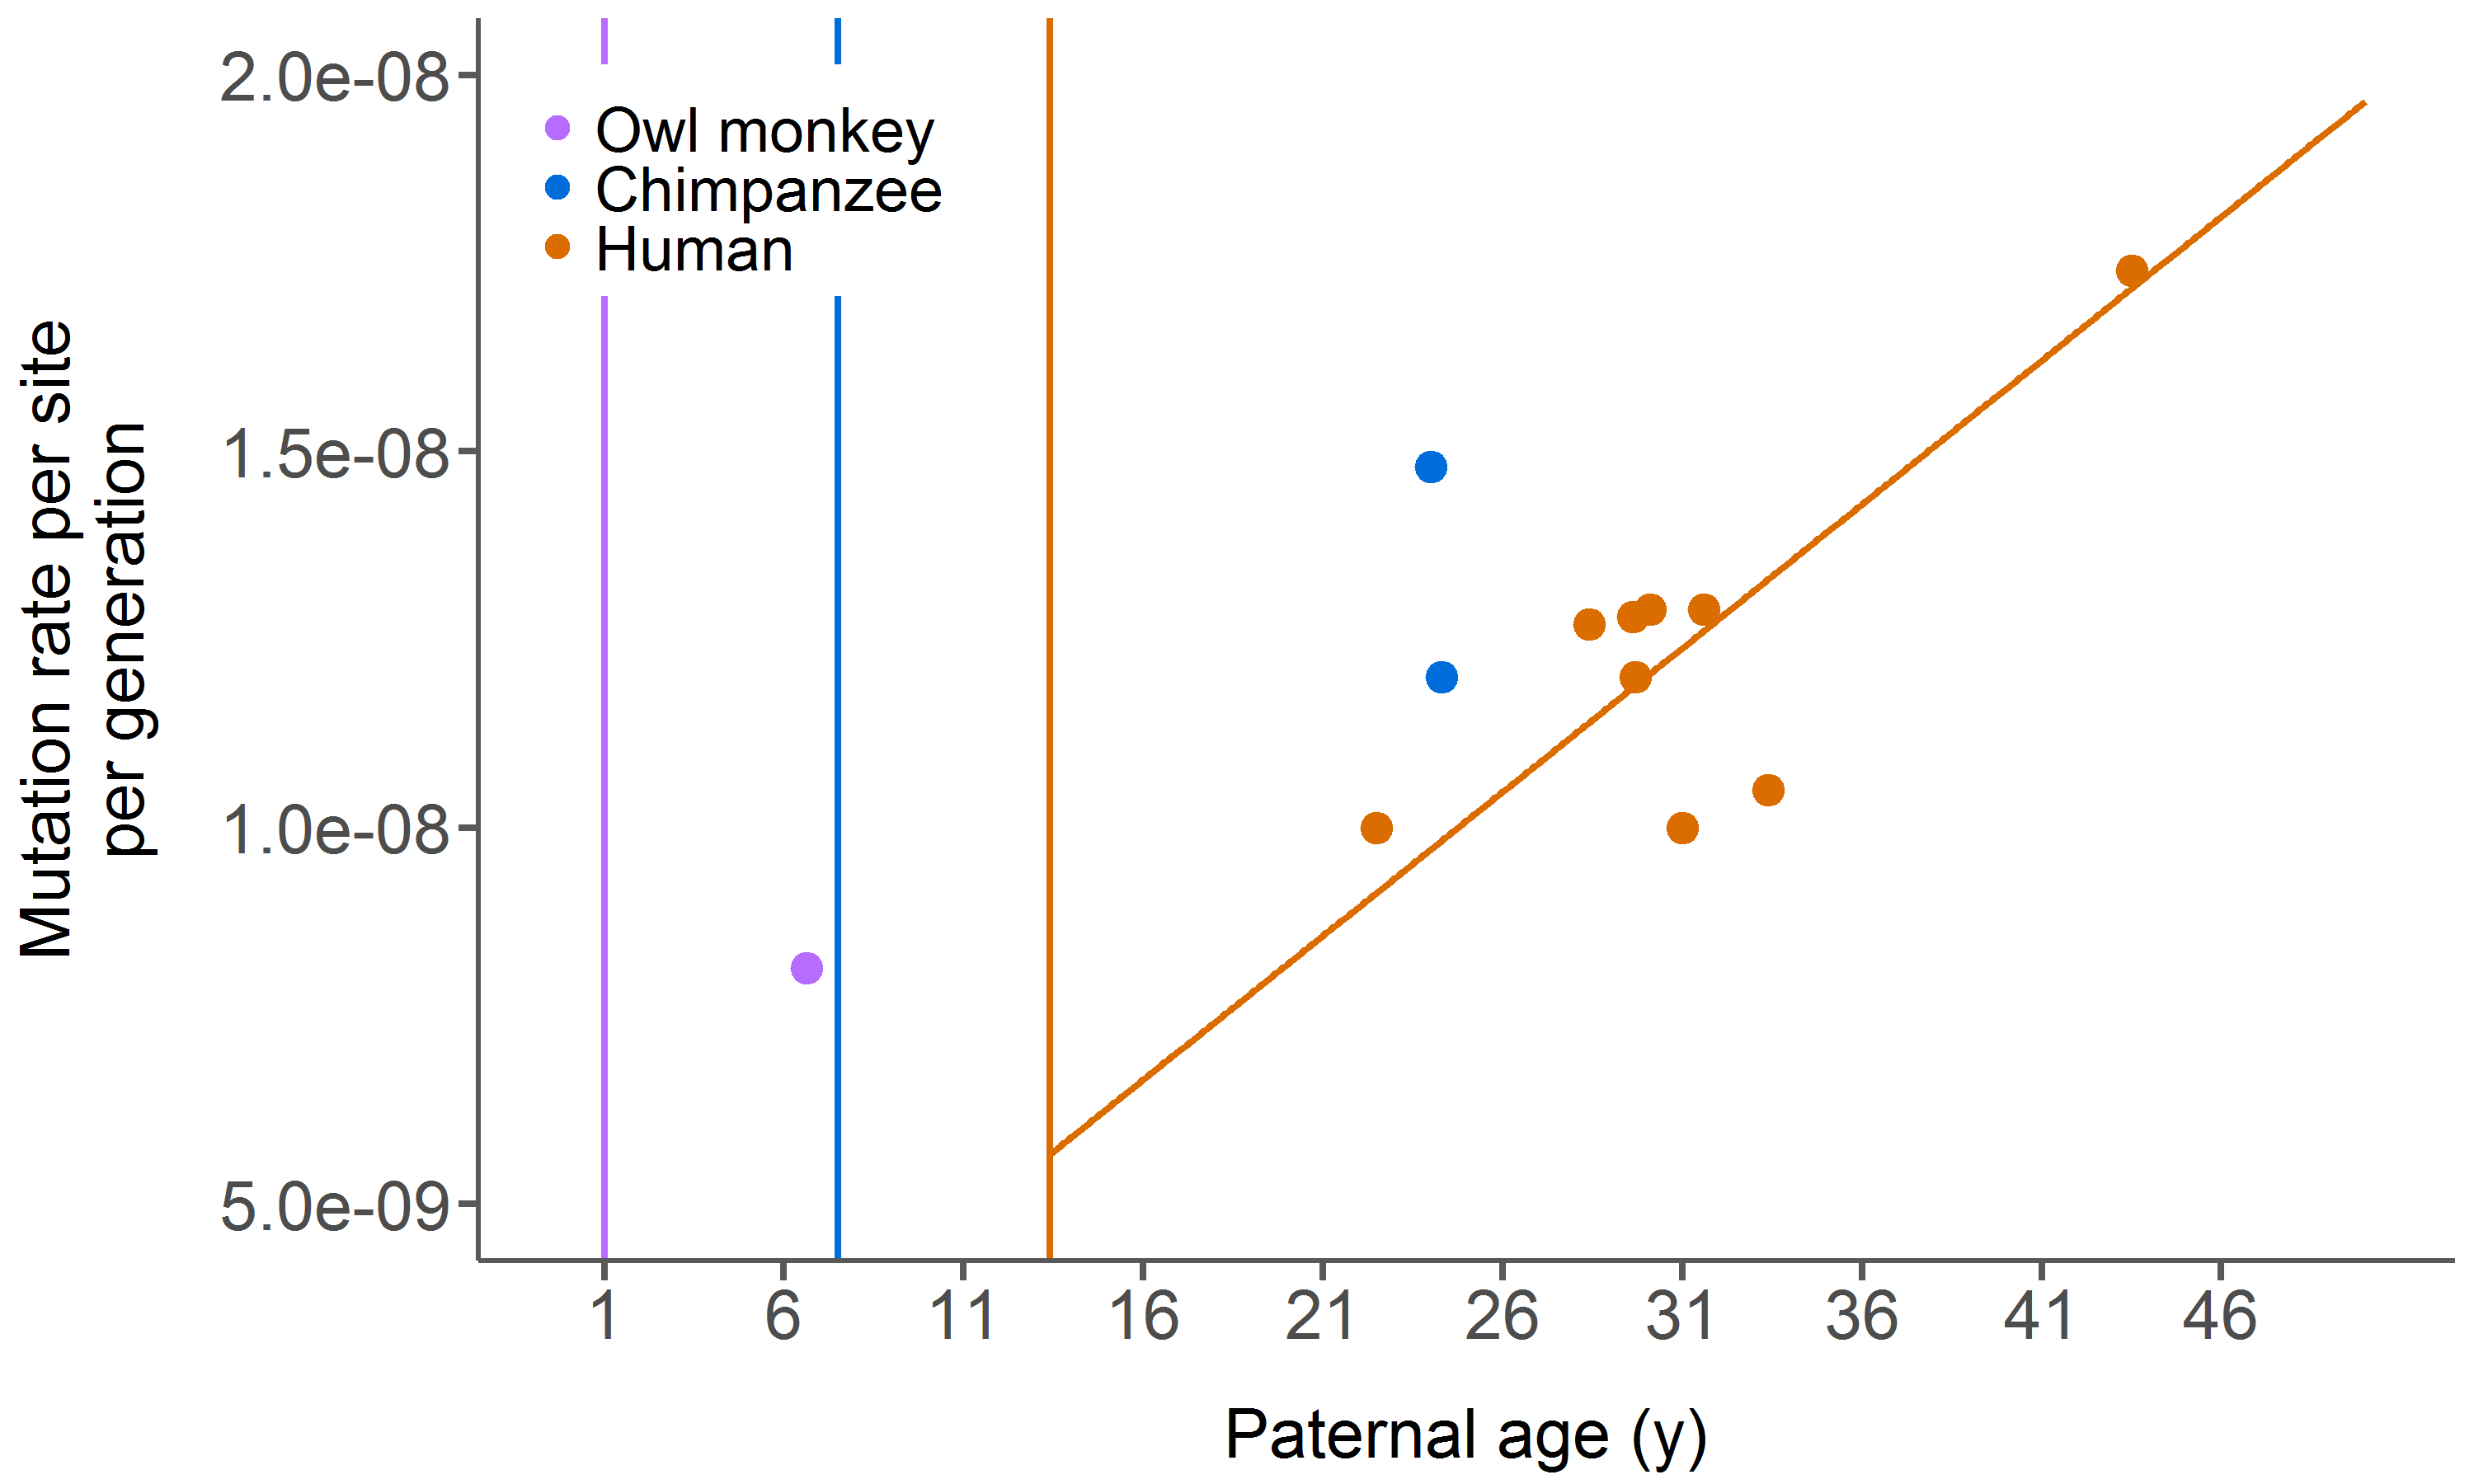 Mutation rate per site
per generation
2.0e-08
1.5e-08
1.0e-08
5.0e-09
Owl monkey
Chimpanzee
Human
1 6 11 16 21 26 31 36 41 46
Paternal age (y)